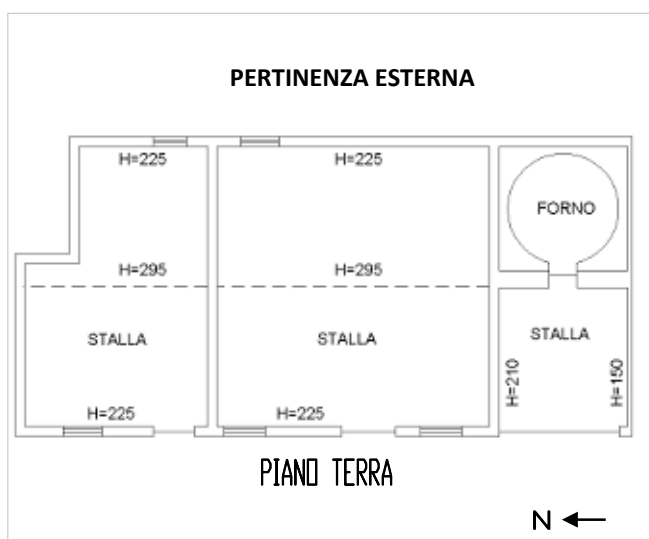 PERTINENZA ESTERNA
H=225
H=225
FORNO
H=295
H=295
STALLA
STALLA
STALLA
H=210
H=150
H=225
H=225
PIANO TERRA
N